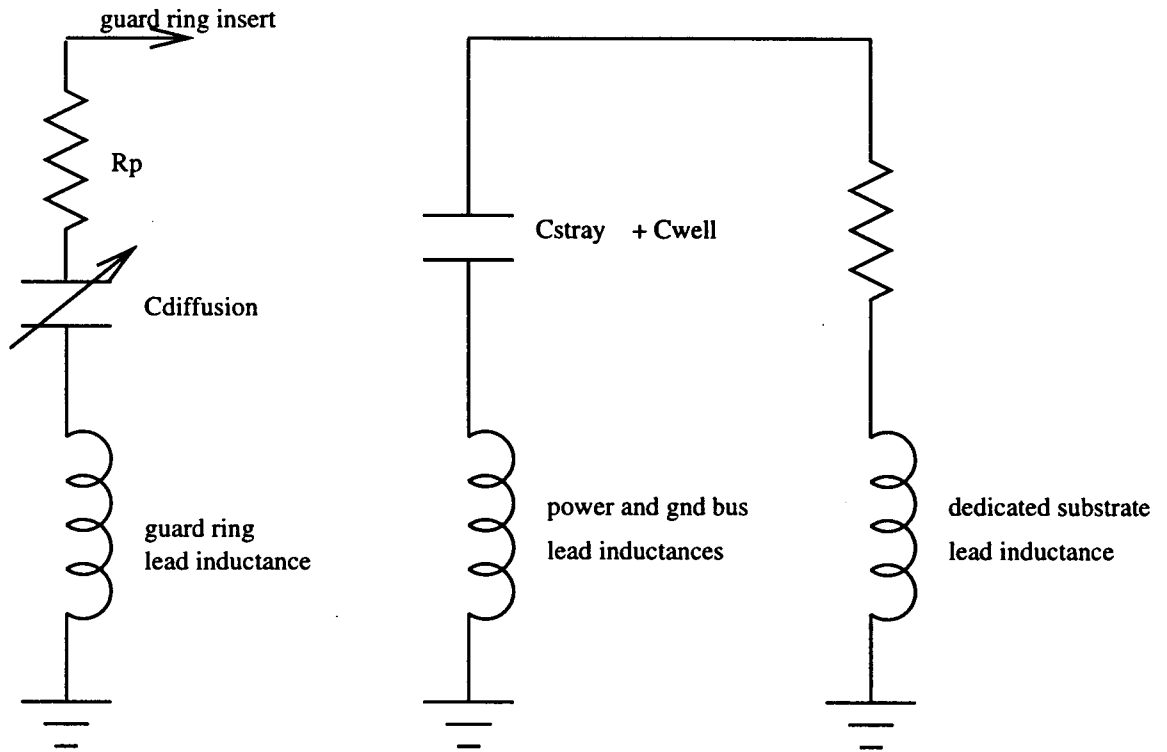 guard ring insert
Rp
Cdiffusion
guard ring
lead inductance
Cstray + Cwell
power and gnd bus
lead inductances
dedicated substrate
lead inductance